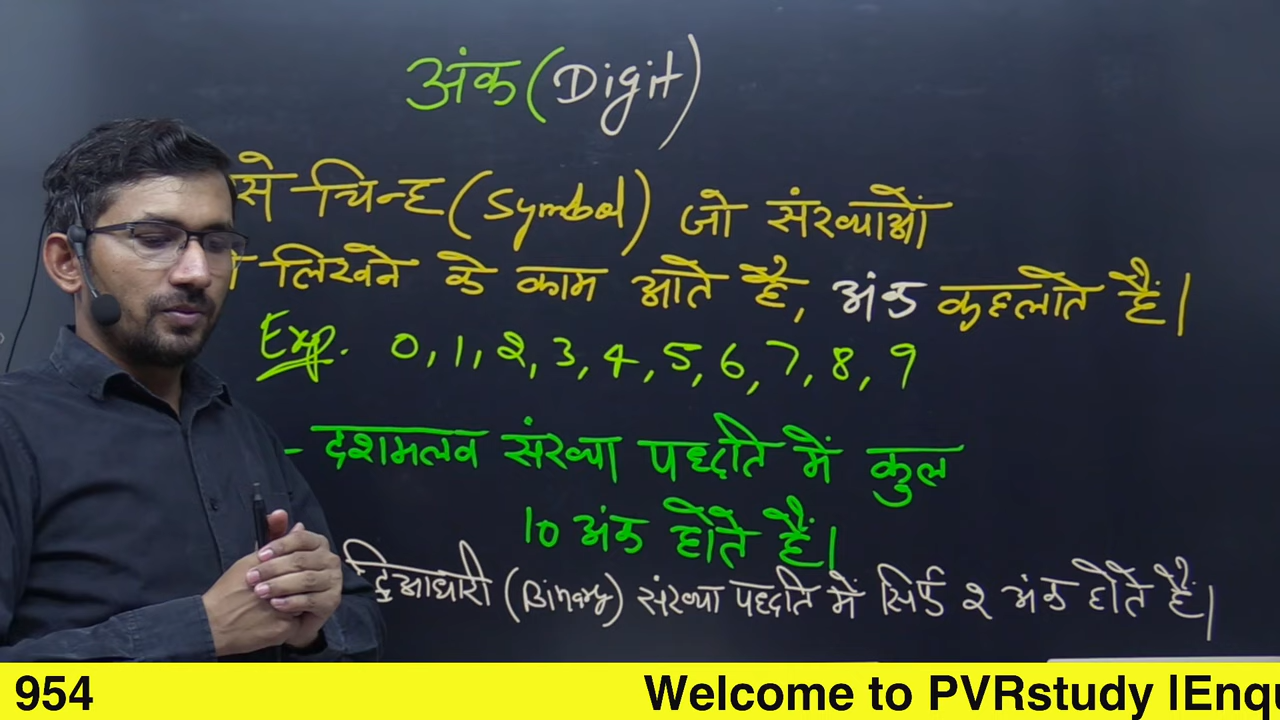 अंक (Digit)
से चिन्ह (Symbol) जो संख्याओं
लिखने के काम आते है, अंक कहलाते हैं।
Exp. 0, 1, 2, 3, 4, 5, 6, 7, 8, 9
- दशमलव संख्या पद्धति में कुल
10 अंक होते हैं।
द्विआधारी (Binary) संख्या पद्धति में सिर्फ 2 अंक होते हैं।
954 Welcome to PVRstudy |Enqu